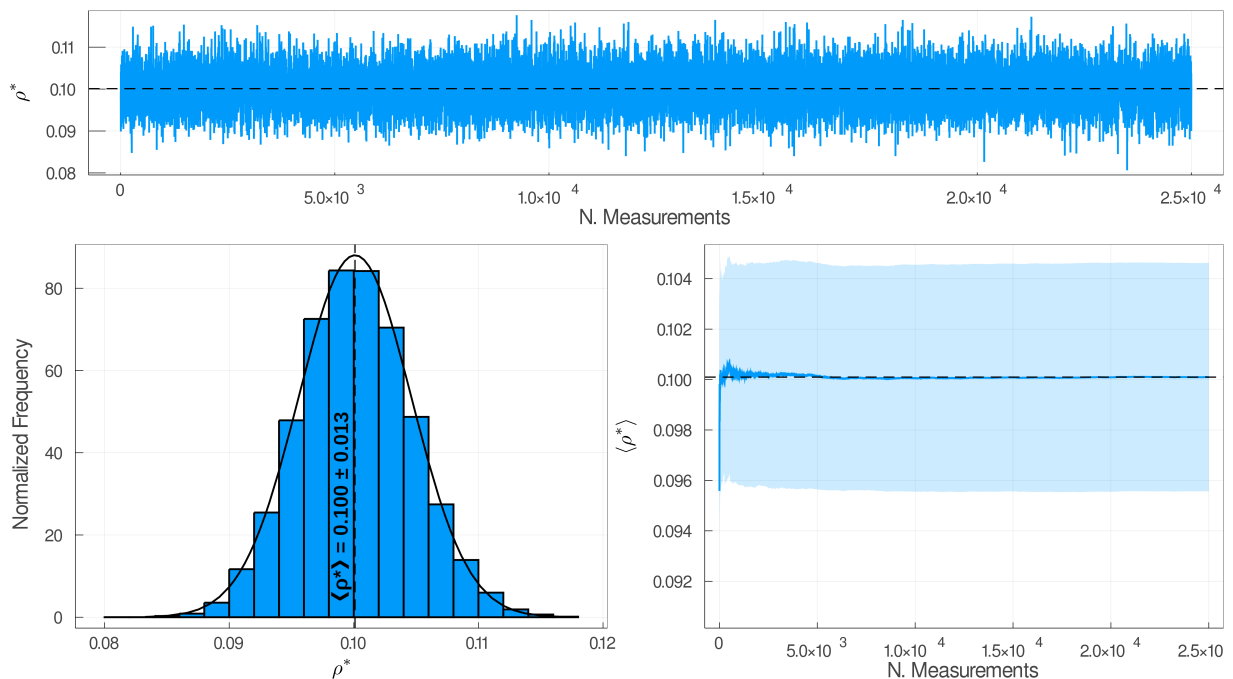 0.11
0.10
0.09
0.08
ρ*
0 5.0×10 3 1.0×10 4 1.5×10 4 2.0×10 4 2.5×10 4
N. Measurements
80
60
40
20
0
Normalized Frequency
⟨ρ*⟩ = 0.100 ± 0.013
0.08 0.09 0.10 0.11 0.12
ρ*
0.104
0.102
0.100
0.098
0.096
0.094
0.092
⟨ρ*⟩
0 5.0×10 3 1.0×10 4 1.5×10 4 2.0×10 4 2.5×10
N. Measurements